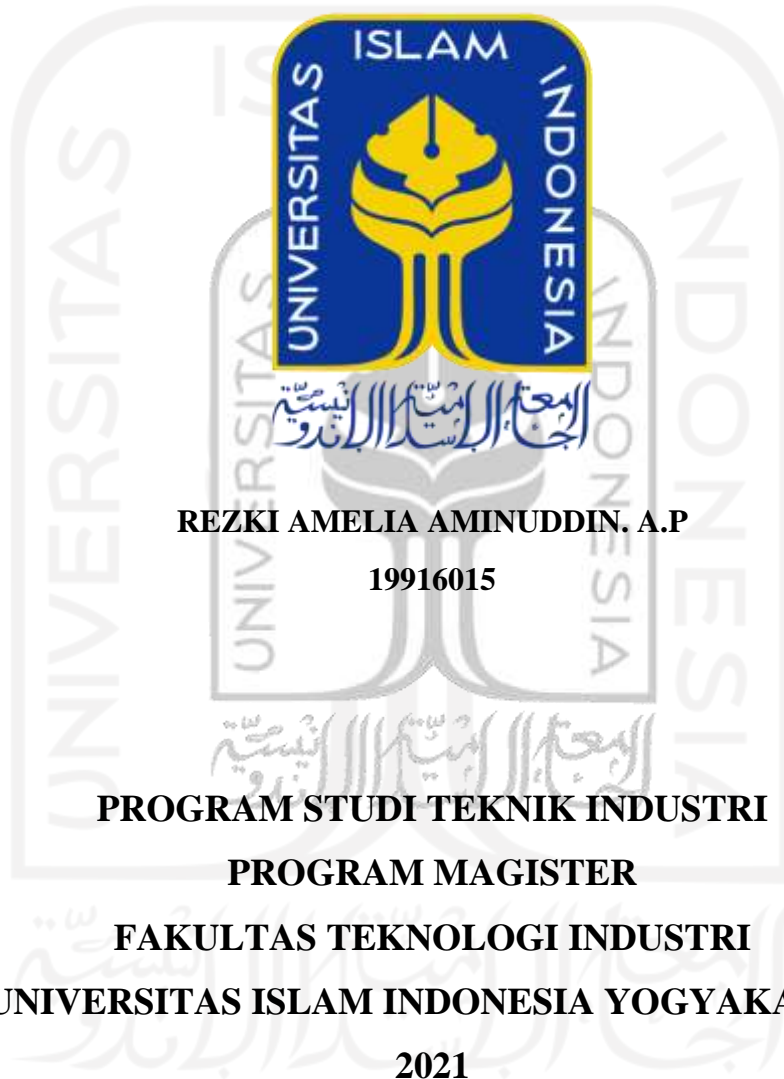 UNIVERSITAS ISLAM INDONESIA
الجامعة الإسلامية الإندونيسية
REZKI AMELIA AMINUDDIN. A.P
19916015
PROGRAM STUDI TEKNIK INDUSTRI
PROGRAM MAGISTER
FAKULTAS TEKNOLOGI INDUSTRI
UNIVERSITAS ISLAM INDONESIA YOGYAKA
2021